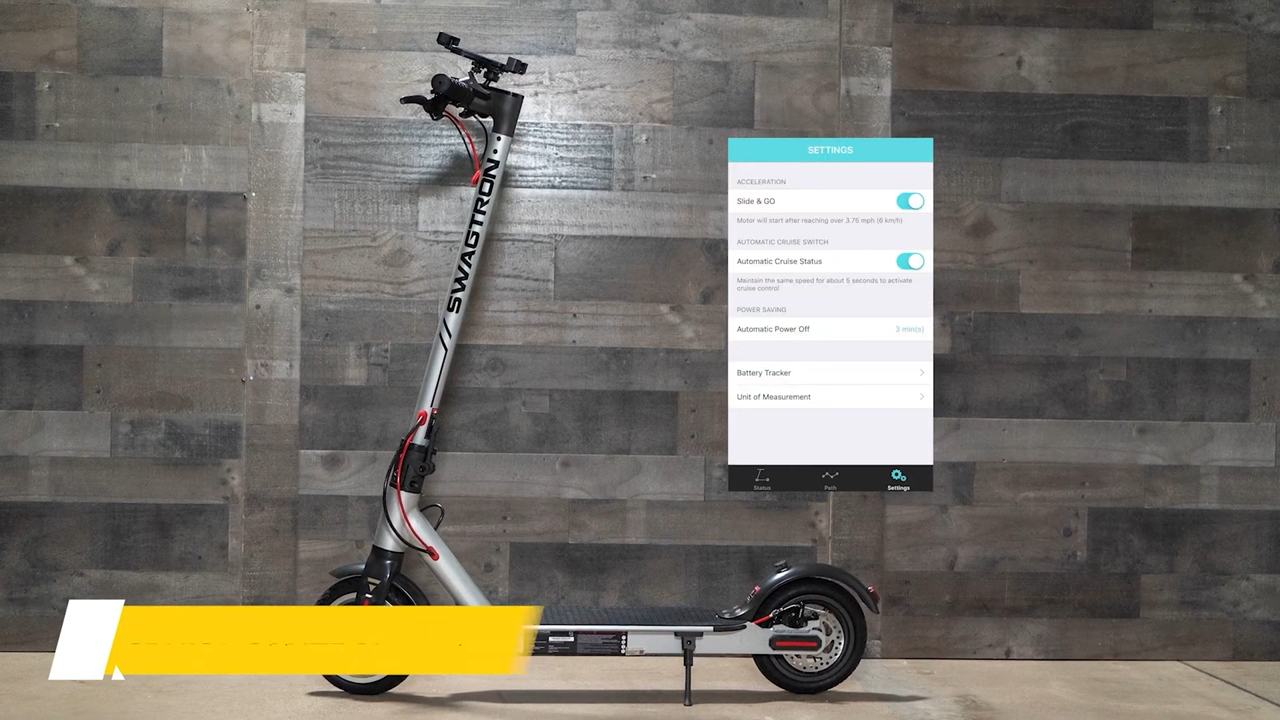 // SWAGTRON
SETTINGS
ACCELERATION
Slide & GO
Motor will start after reaching over 3.75 mph (6 km/h)
AUTOMATIC CRUISE SWITCH
Automatic Cruise Status
Maintain the same speed for about 5 seconds to activate
cruise control
POWER SAVING
Automatic Power Off 3 min(s)
Battery Tracker
Unit of Measurement
Status Path Settings